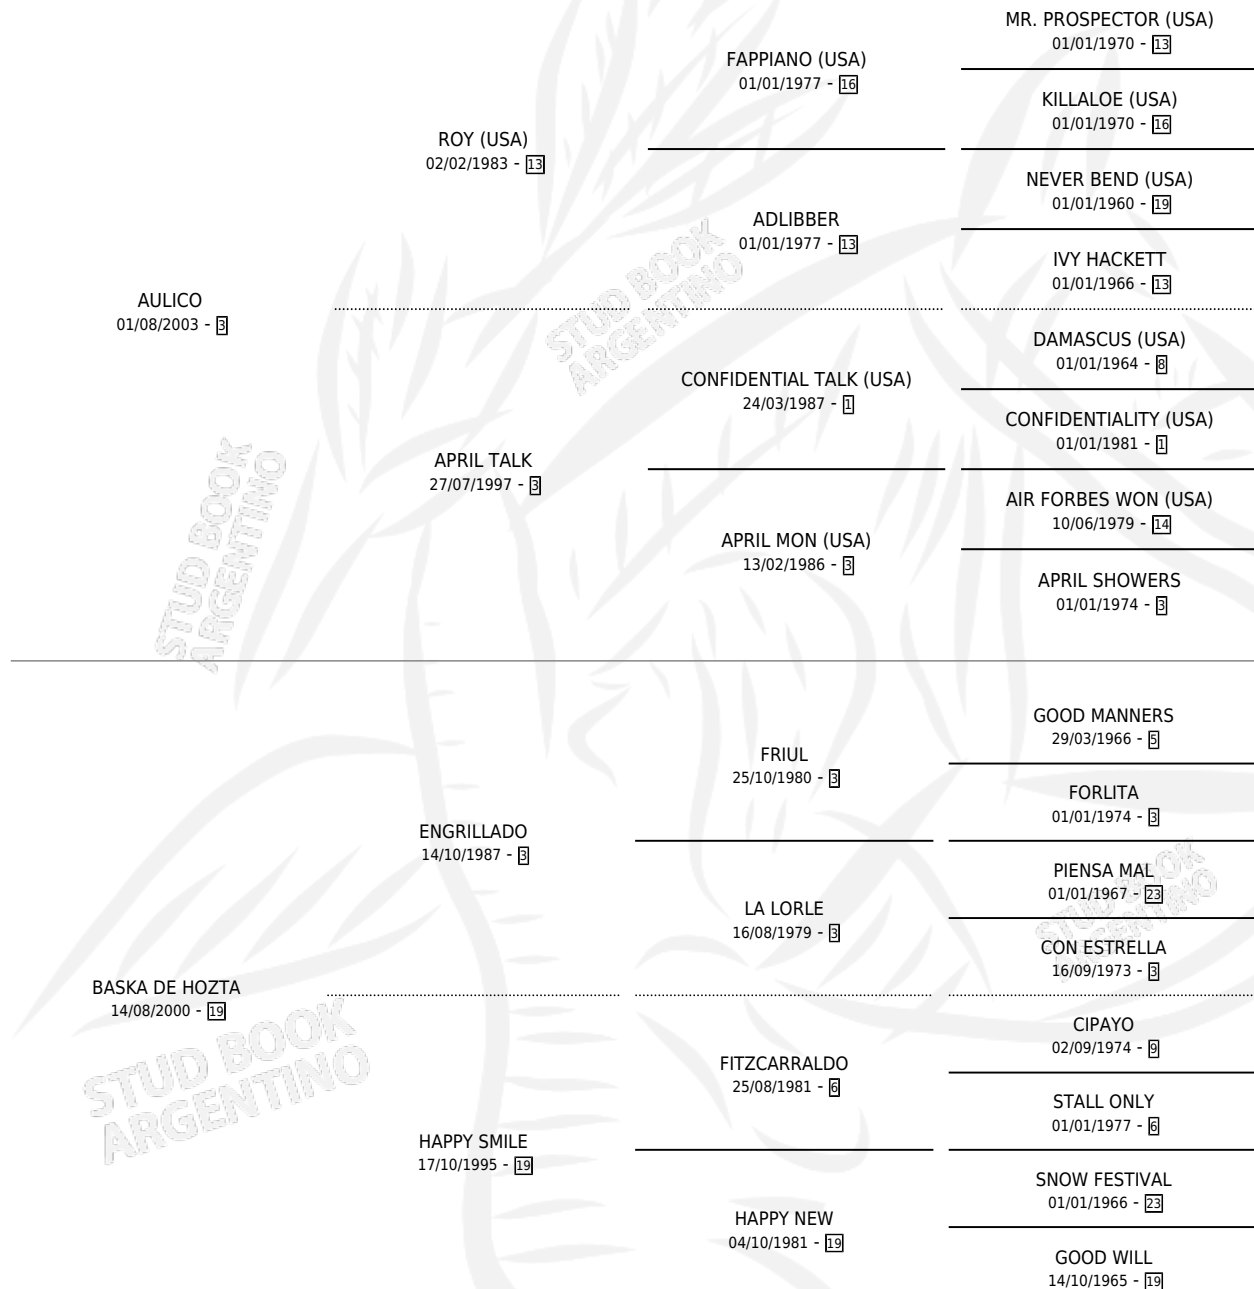 MR. PROSPECTOR (USA)
01/01/1970 - 13
FAPPIANO (USA)
01/01/1977 - 16
KILLALOE (USA)
01/01/1970 - 16
ROY (USA)
02/02/1983 - 13
NEVER BEND (USA)
01/01/1960 - 19
ADLIBBER
01/01/1977 - 13
IVY HACKETT
01/01/1966 - 13
AULICO
01/08/2003 - 3
DAMASCUS (USA)
01/01/1964 - 8
CONFIDENTIAL TALK (USA)
24/03/1987 - 1
CONFIDENTIALITY (USA)
01/01/1981 - 1
APRIL TALK
27/07/1997 - 3
AIR FORBES WON (USA)
10/06/1979 - 14
APRIL MON (USA)
13/02/1986 - 3
APRIL SHOWERS
01/01/1974 - 3
GOOD MANNERS
29/03/1966 - 5
FRIUL
25/10/1980 - 3
FORLITA
01/01/1974 - 3
ENGRILLADO
14/10/1987 - 3
PIENSA MAL
01/01/1967 - 23
LA LORLE
16/08/1979 - 3
CON ESTRELLA
16/09/1973 - 3
BASKA DE HOZTA
14/08/2000 - 19
CIPAYO
02/09/1974 - 9
FITZCARRALDO
25/08/1981 - 6
STALL ONLY
01/01/1977 - 6
HAPPY SMILE
17/10/1995 - 19
SNOW FESTIVAL
01/01/1966 - 23
HAPPY NEW
04/10/1981 - 19
GOOD WILL
14/10/1965 - 19
STUD BOOK
ARGENTINO
STUD BOOK
ARGENTINO
STUD BOOK
ARGENTINO
STUD BOOK
ARGENTINO